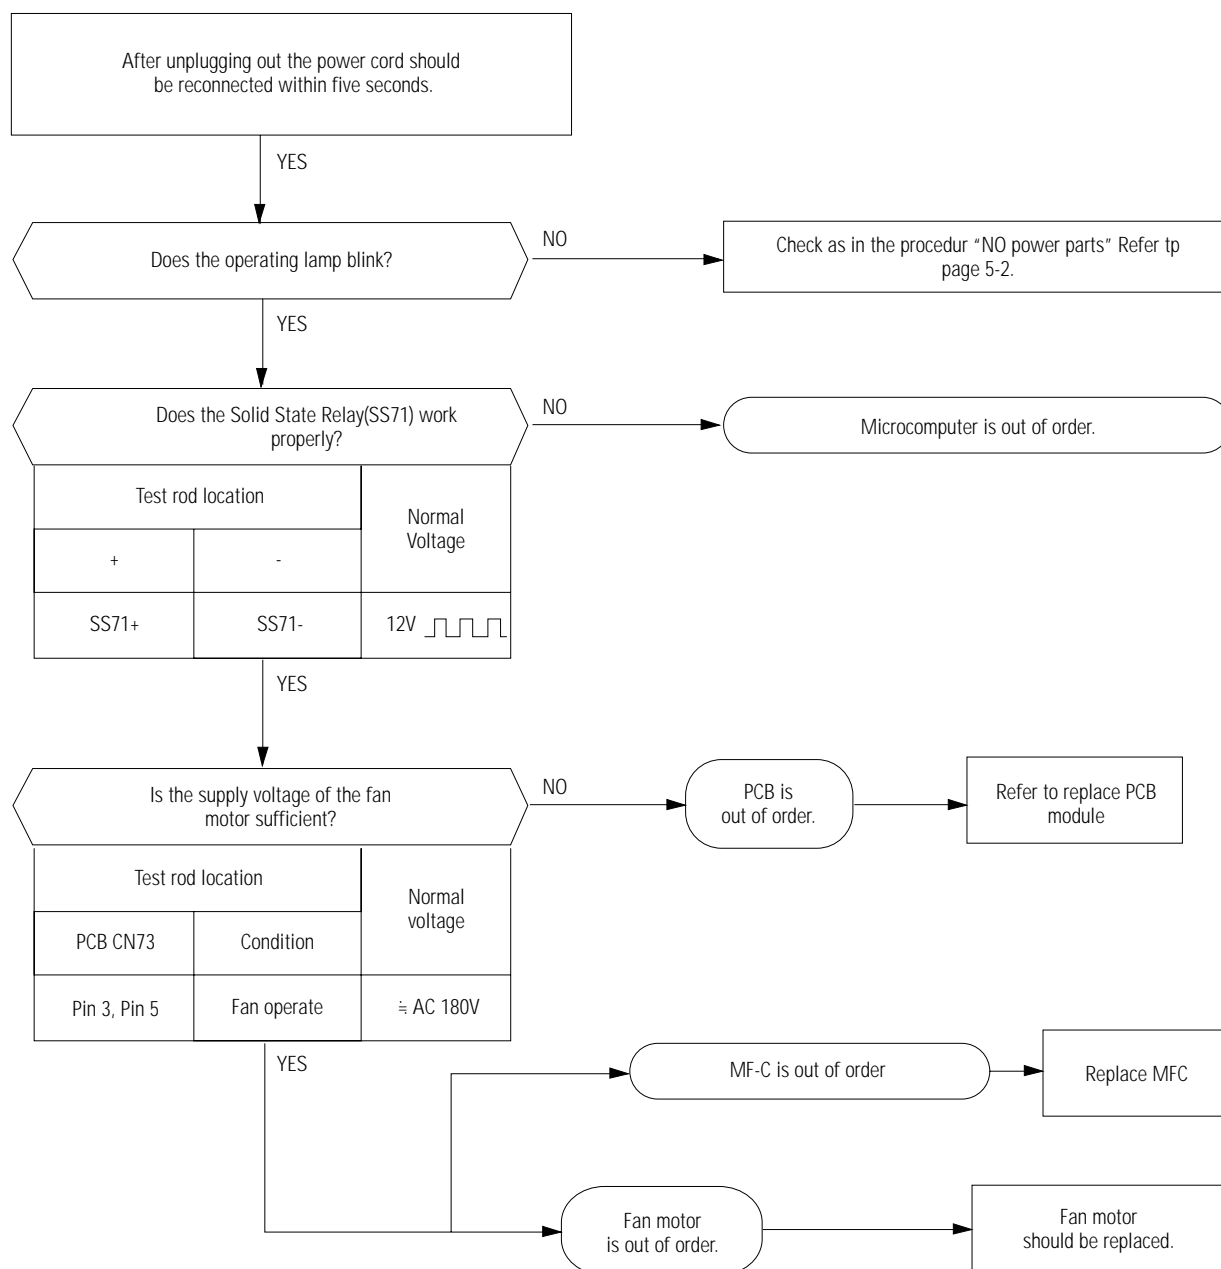 After unplugging out the power cord should
be reconnected within five seconds.
YES
Does the operating lamp blink?
NO
Check as in the procedur “NO power parts” Refer tp
page 5-2.
YES
Does the Solid State Relay(SS71) work
properly?
NO
Microcomputer is out of order.
Test rod location
Normal
Voltage
+
-
SS71+
SS71-
12V
YES
Is the supply voltage of the fan
motor sufficient?
NO
PCB is
out of order.
Refer to replace PCB
module
Test rod location
Normal
voltage
PCB CN73
Condition
Pin 3, Pin 5
Fan operate
≒ AC 180V
YES
MF-C is out of order
Replace MFC
Fan motor
is out of order.
Fan motor
should be replaced.